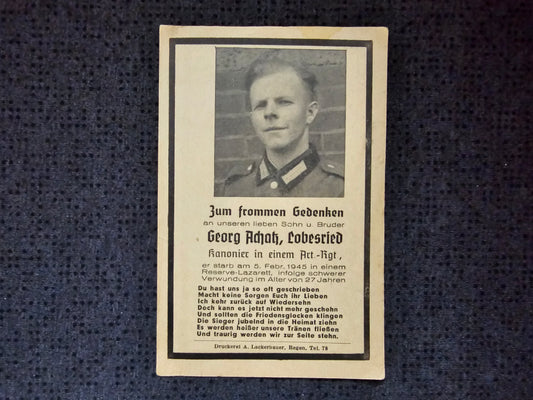 Zum frommen Gedenken
an unseren lieben Sohn u. Bruder
Georg Achatz, Lobesried
Kanonier in einem Art.-Rgt,
er starb am 5. Febr. 1945 in einem
Reserve-Lazarett, infolge schwerer
Verwundung im Alter von 27 Jahren
Du hast uns ja so oft geschrieben
Macht keine Sorgen Euch ihr Lieben
Ich kehr zurück auf Wiedersehn
Doch kann es jetzt nicht mehr geschehn
Und sollten die Friedensglocken klingen
Die Sieger jubelnd in die Heimat ziehn
Es werden heißer unsere Tränen fließen
Und traurig werden wir zur Seite stehn.
Druckerei A. Lackerbauer, Regen, Tel. 78